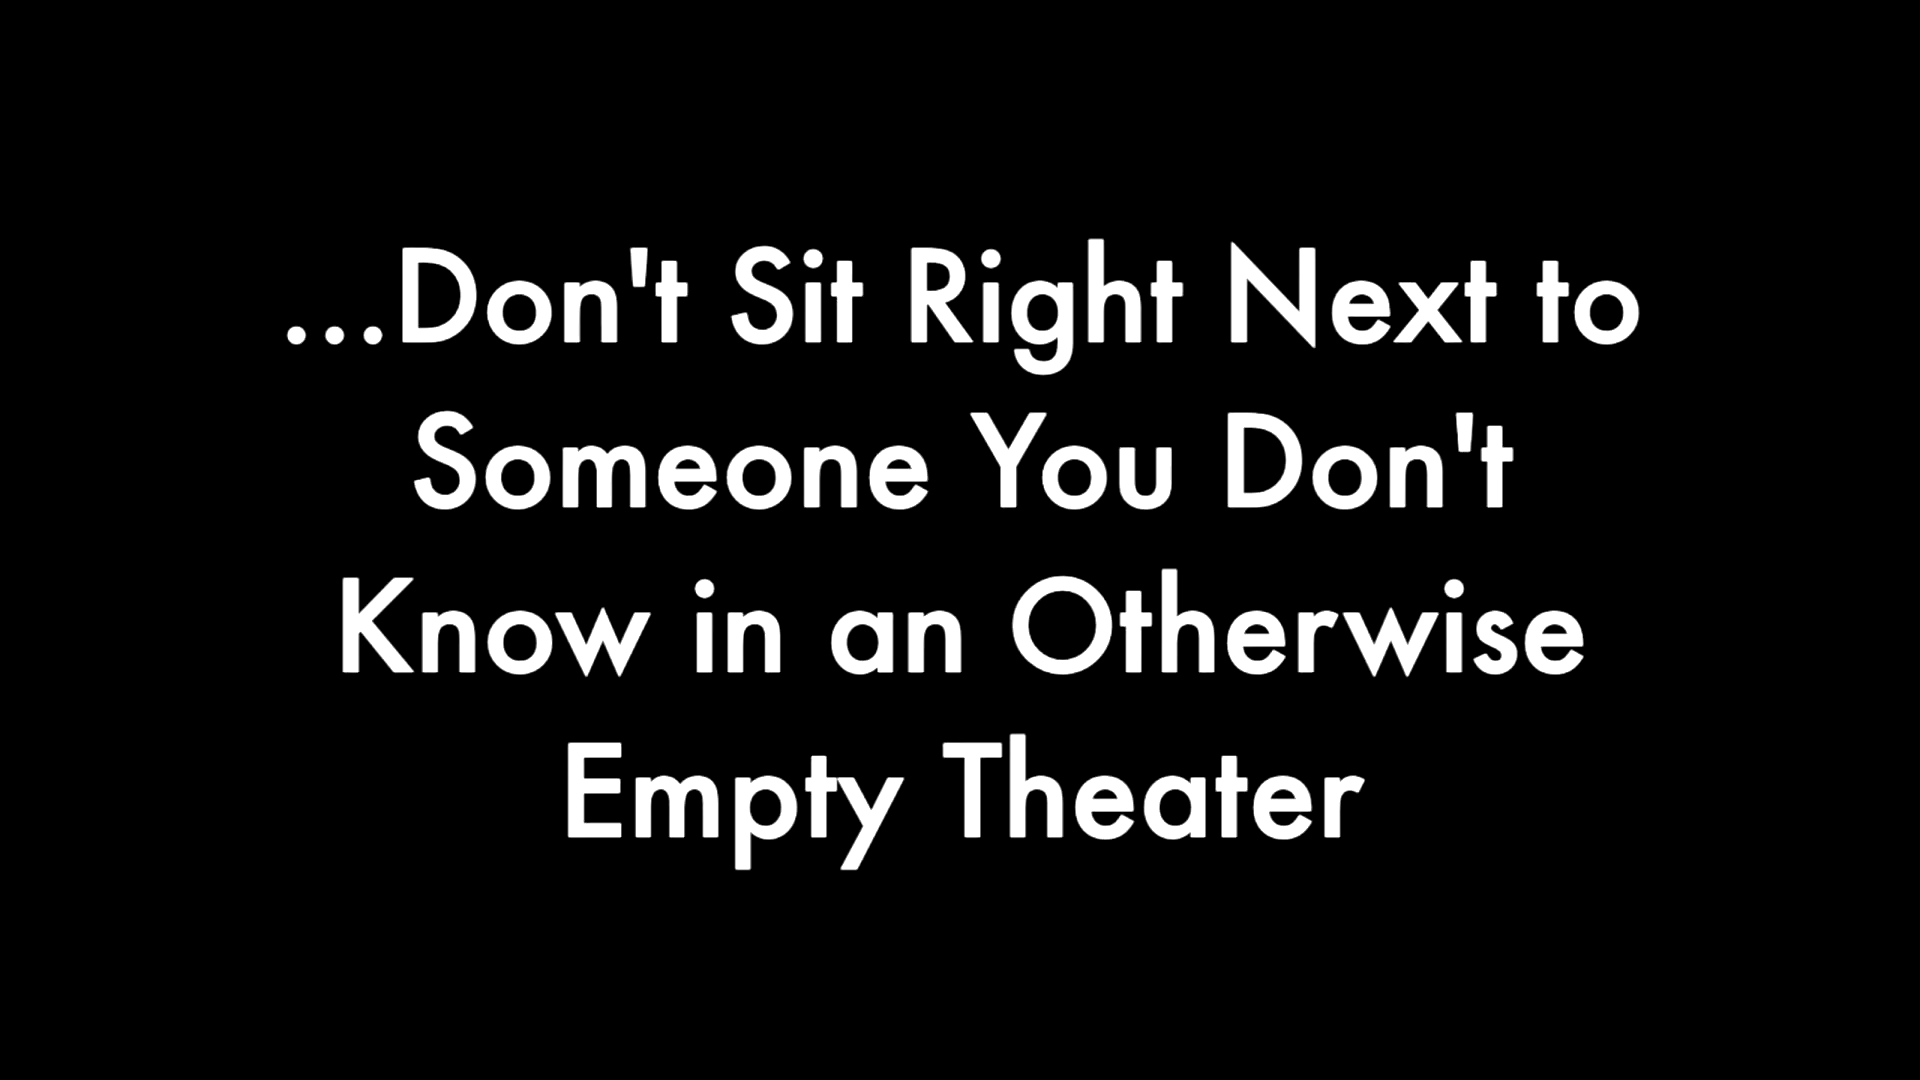 ...Don't Sit Right Next to
Someone You Don't
Know in an Otherwise
Empty Theater